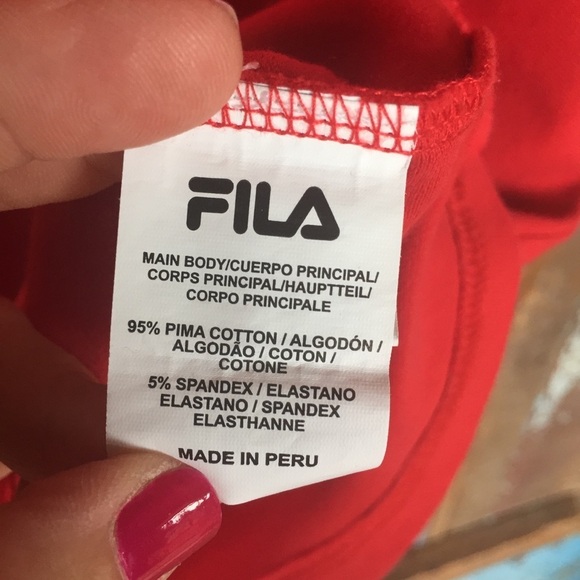 FILA
MAIN BODY/CUERPO PRINCIPAL/
CORPS PRINCIPAL/HAUPTTEIL/
CORPO PRINCIPALE
95% PIMA COTTON / ALGODÓN /
ALGODÃO / COTON /
COTONE
5% SPANDEX / ELASTANO
ELASTANO / SPANDEX
ELASTHANNE
MADE IN PERU